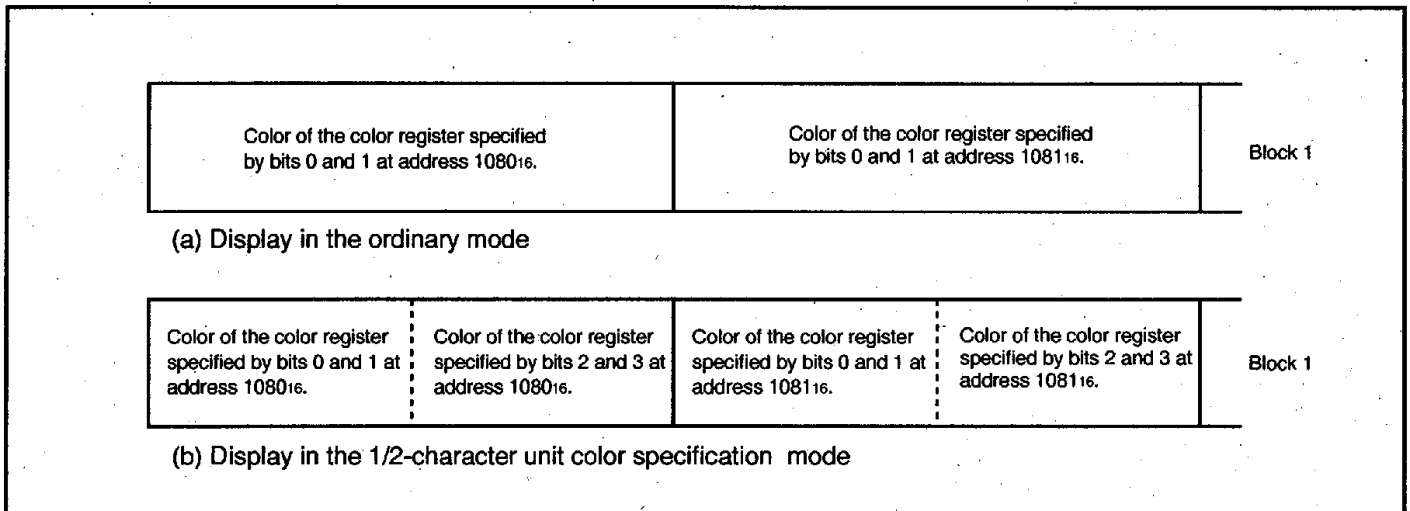 Color of the color register specified
by bits 0 and 1 at address 1080₁₆.
Color of the color register specified
by bits 0 and 1 at address 1081₁₆.
Block 1
(a) Display in the ordinary mode
Color of the color register
specified by bits 0 and 1 at
address 1080₁₆.
Color of the color register
specified by bits 2 and 3 at
address 1080₁₆.
Color of the color register
specified by bits 0 and 1 at
address 1081₁₆.
Color of the color register
specified by bits 2 and 3 at
address 1081₁₆.
Block 1
(b) Display in the 1/2-character unit color specification mode